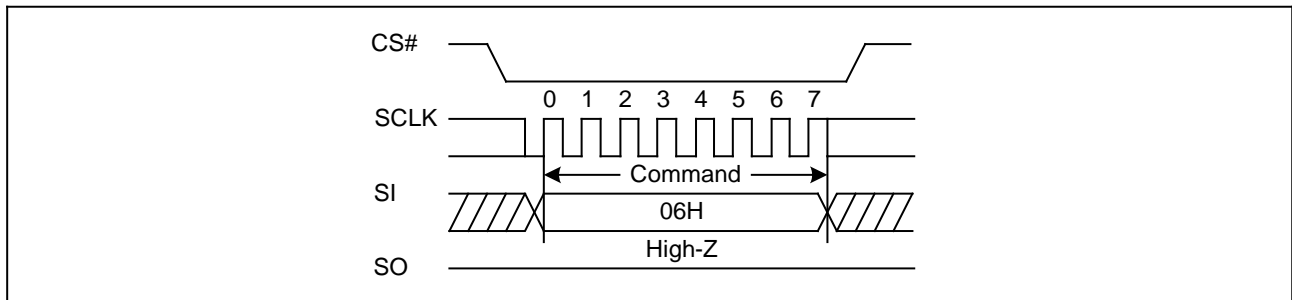 CS#
0 1 2 3 4 5 6 7
SCLK
Command
SI
06H
High-Z
SO